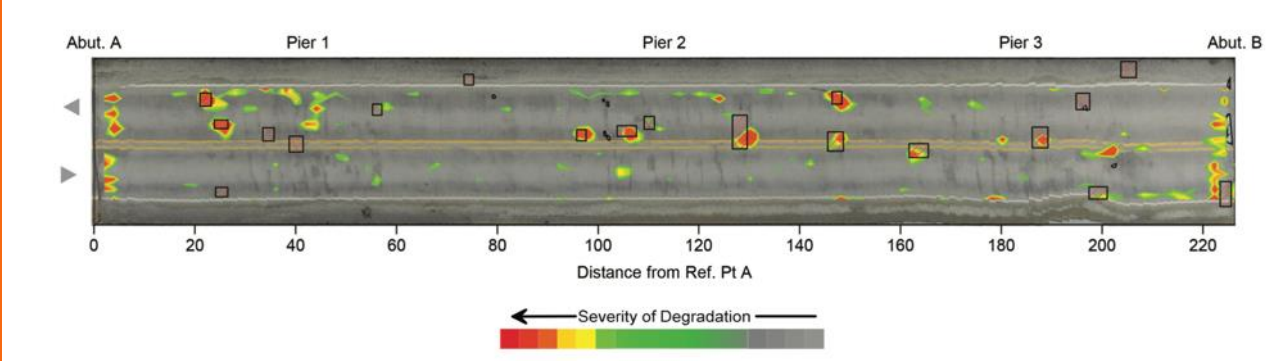 Abut. A Pier 1 Pier 2 Pier 3 Abut. B
0 20 40 60 80 100 120 140 160 180 200 220
Distance from Ref. Pt A
Severity of Degradation